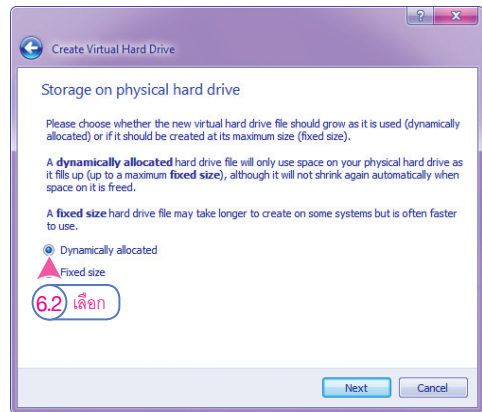 ?
Create Virtual Hard Drive
Storage on physical hard drive
Please choose whether the new virtual hard drive file should grow as it is used (dynamically
allocated) or if it should be created at its maximum size (fixed size).
A dynamically allocated hard drive file will only use space on your physical hard drive as
it fills up (up to a maximum fixed size), although it will not shrink again automatically when
space on it is freed.
A fixed size hard drive file may take longer to create on some systems but is often faster
to use.
Dynamically allocated
Fixed size
6.2 เลือก
Next Cancel